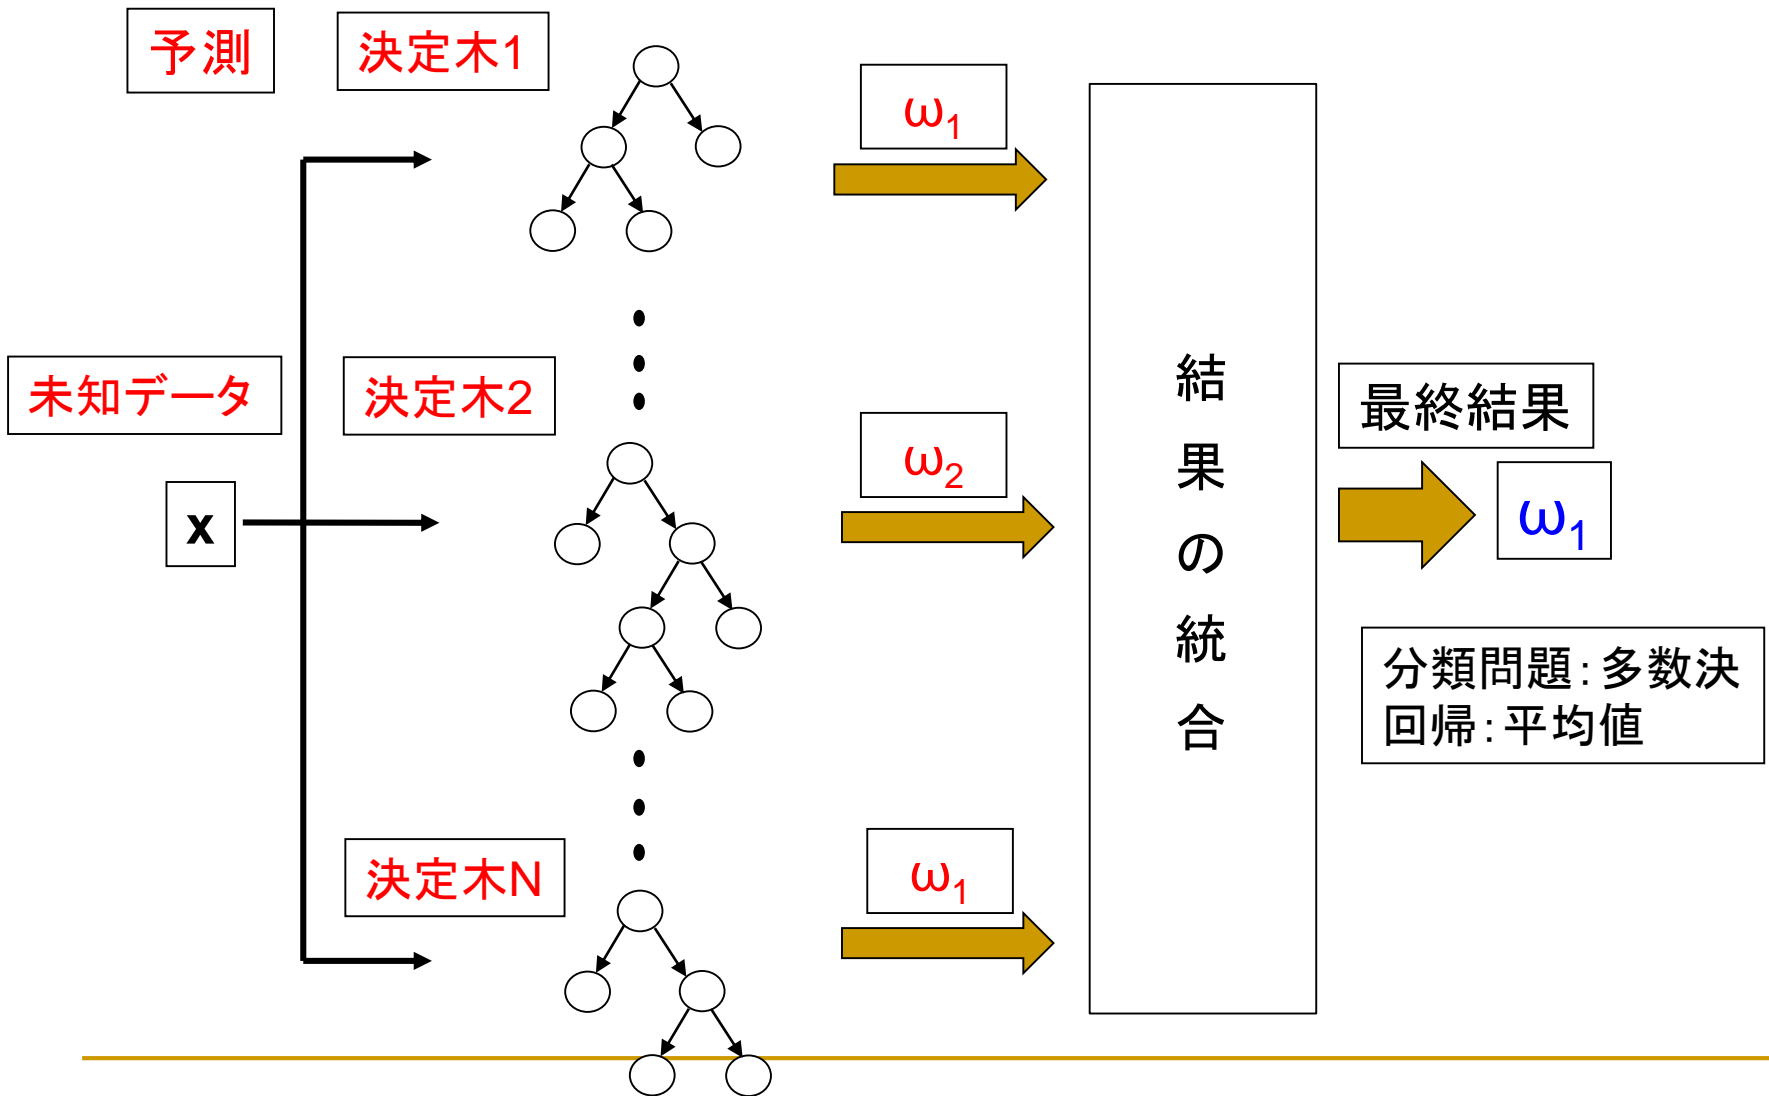 予測
決定木1
ω1
未知データ
決定木2
x
ω2
結果の統合
最終結果
ω1
分類問題：多数決
回帰：平均値
決定木N
ω1